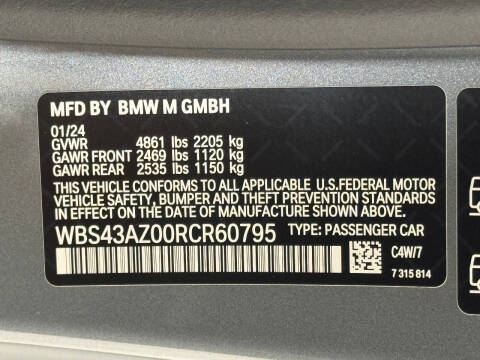 MFD BY BMW M GMBH
01/24
GVWR 4861 lbs 2205 kg
GAWR FRONT 2469 lbs 1120 kg
GAWR REAR 2535 lbs 1150 kg
THIS VEHICLE CONFORMS TO ALL APPLICABLE U.S.FEDERAL MOTOR
VEHICLE SAFETY, BUMPER AND THEFT PREVENTION STANDARDS
IN EFFECT ON THE DATE OF MANUFACTURE SHOWN ABOVE.
WBS43AZ00RCR60795 TYPE: PASSENGER CAR
C4W/7
7 315 814